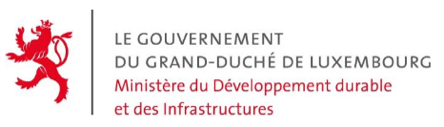 LE GOUVERNEMENT
DU GRAND-DUCHÉ DE LUXEMBOURG
Ministère du Développement durable
et des Infrastructures